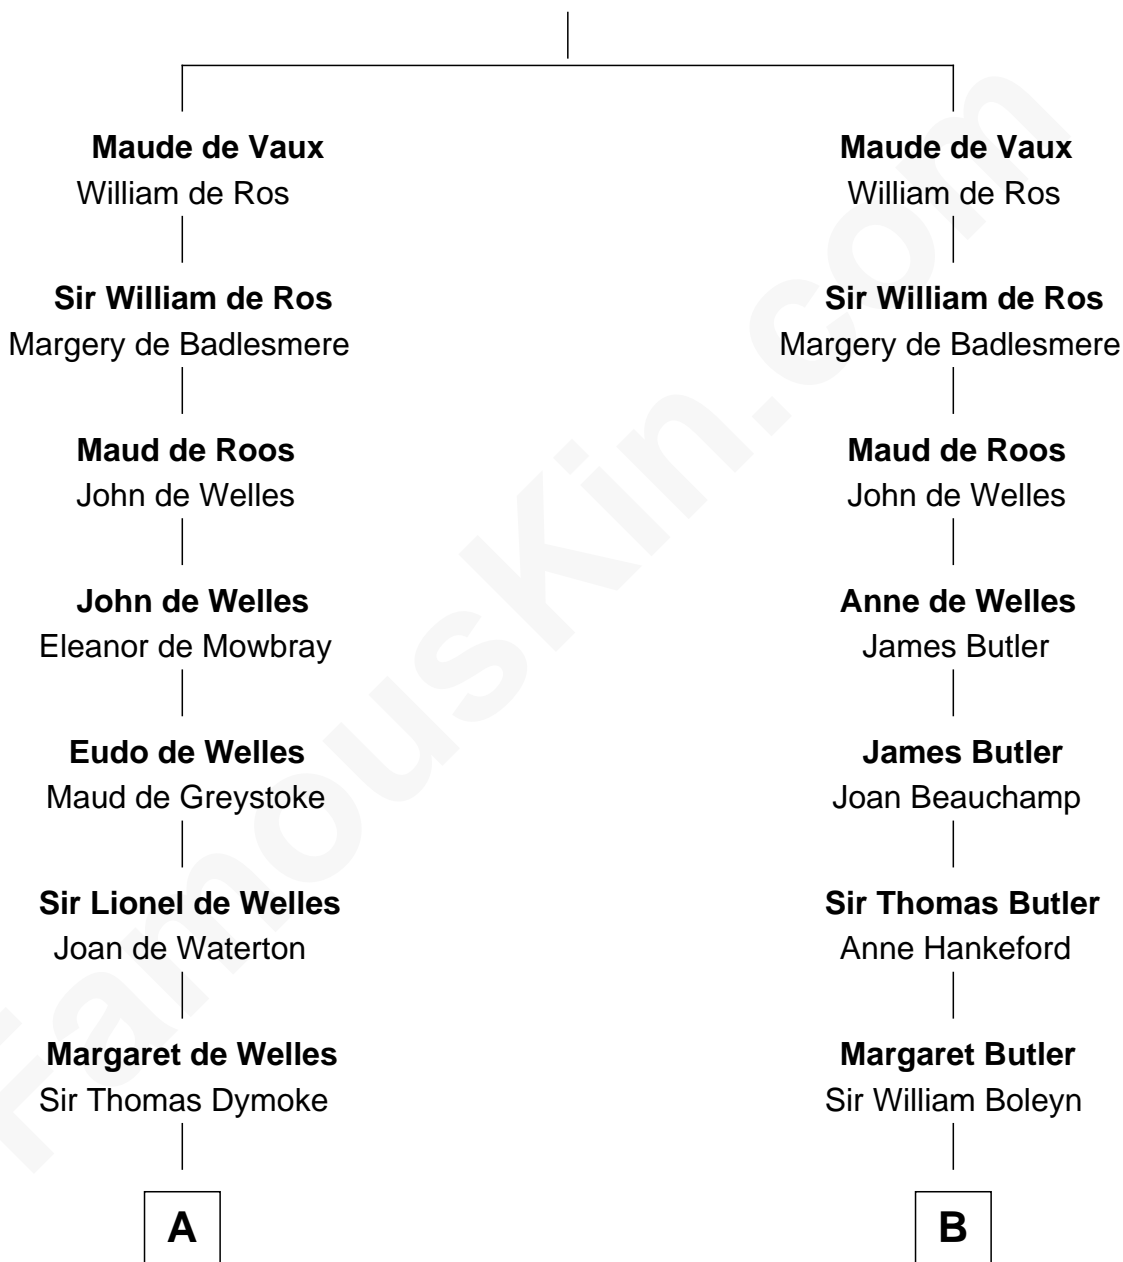 Maude de Vaux
William de Ros
Sir William de Ros
Margery de Badlesmere
Maud de Roos
John de Welles
John de Welles
Eleanor de Mowbray
Eudo de Welles
Maud de Greystoke
Sir Lionel de Welles
Joan de Waterton
Margaret de Welles
Sir Thomas Dymoke
A
Maude de Vaux
William de Ros
Sir William de Ros
Margery de Badlesmere
Maud de Roos
John de Welles
Anne de Welles
James Butler
James Butler
Joan Beauchamp
Sir Thomas Butler
Anne Hankeford
Margaret Butler
Sir William Boleyn
B
FamousKin.com